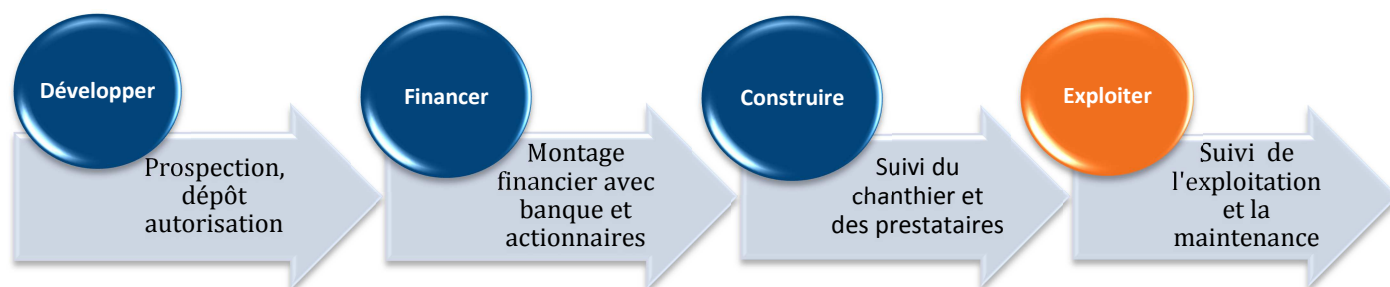 Développer
Prospection,
dépôt
autorisation
Financer
Montage
financier avec
banque et
actionnaires
Construire
Suivi du
chanthier et
des prestataires
Exploiter
Suivi de
l'exploitation
et la
maintenance